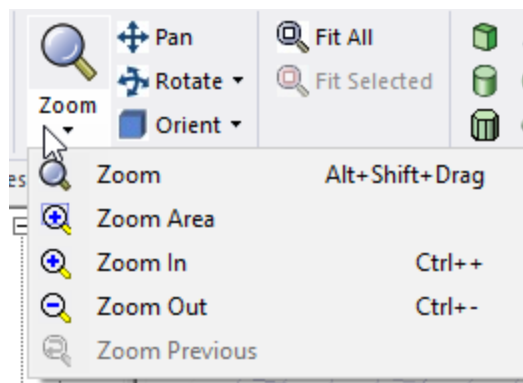 Zoom
Pan
Rotate
Orient
Fit All
Fit Selected
es
Zoom Alt+Shift+Drag
Zoom Area
Zoom In Ctrl++
Zoom Out Ctrl+-
Zoom Previous